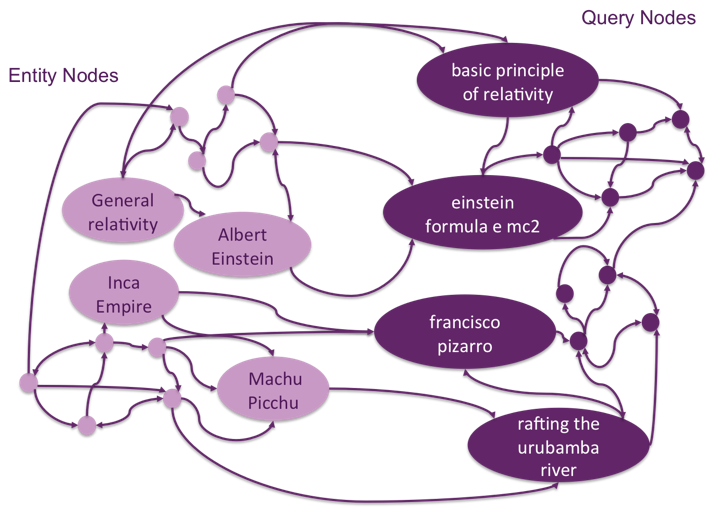 Query Nodes
Entity Nodes
basic principle
of relativity
General
relativity
einstein
formula e mc2
Albert
Einstein
Inca
Empire
francisco
pizarro
Machu
Picchu
rafting the
urubamba
river